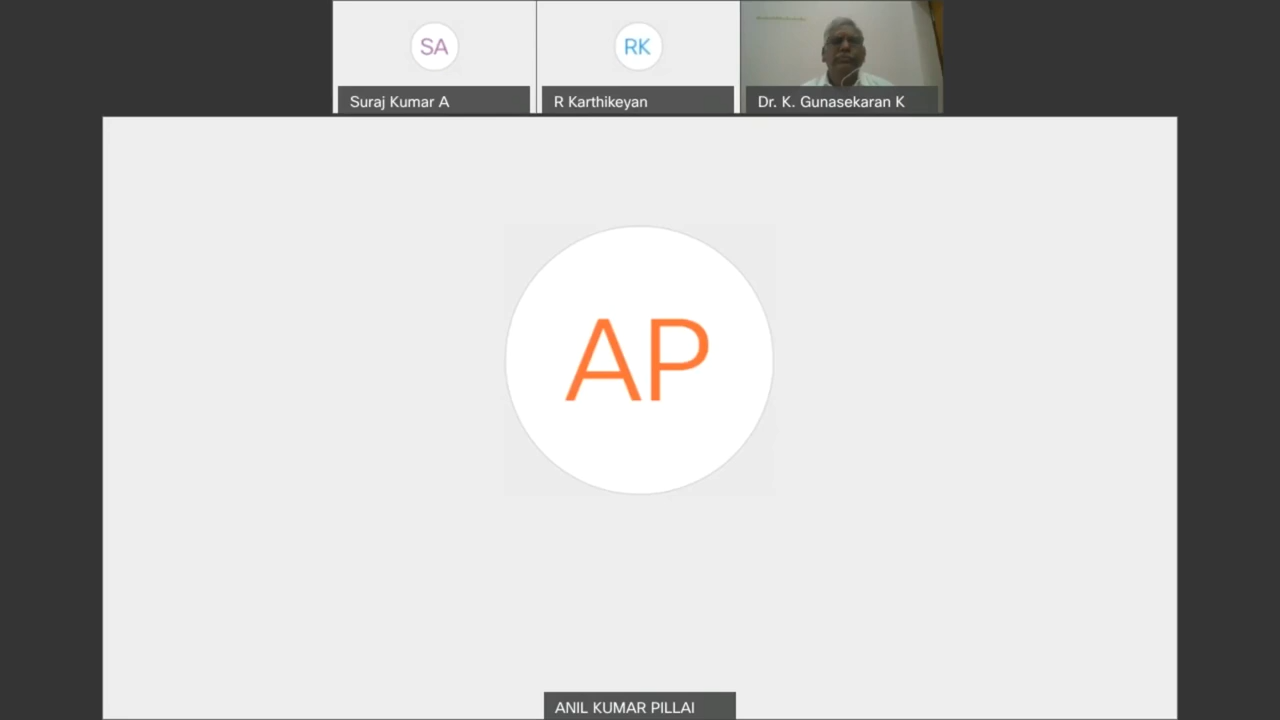 SA
RK
Suraj Kumar A
R Karthikeyan
Dr. K. Gunasekaran K
AP
ANIL KUMAR PILLAI